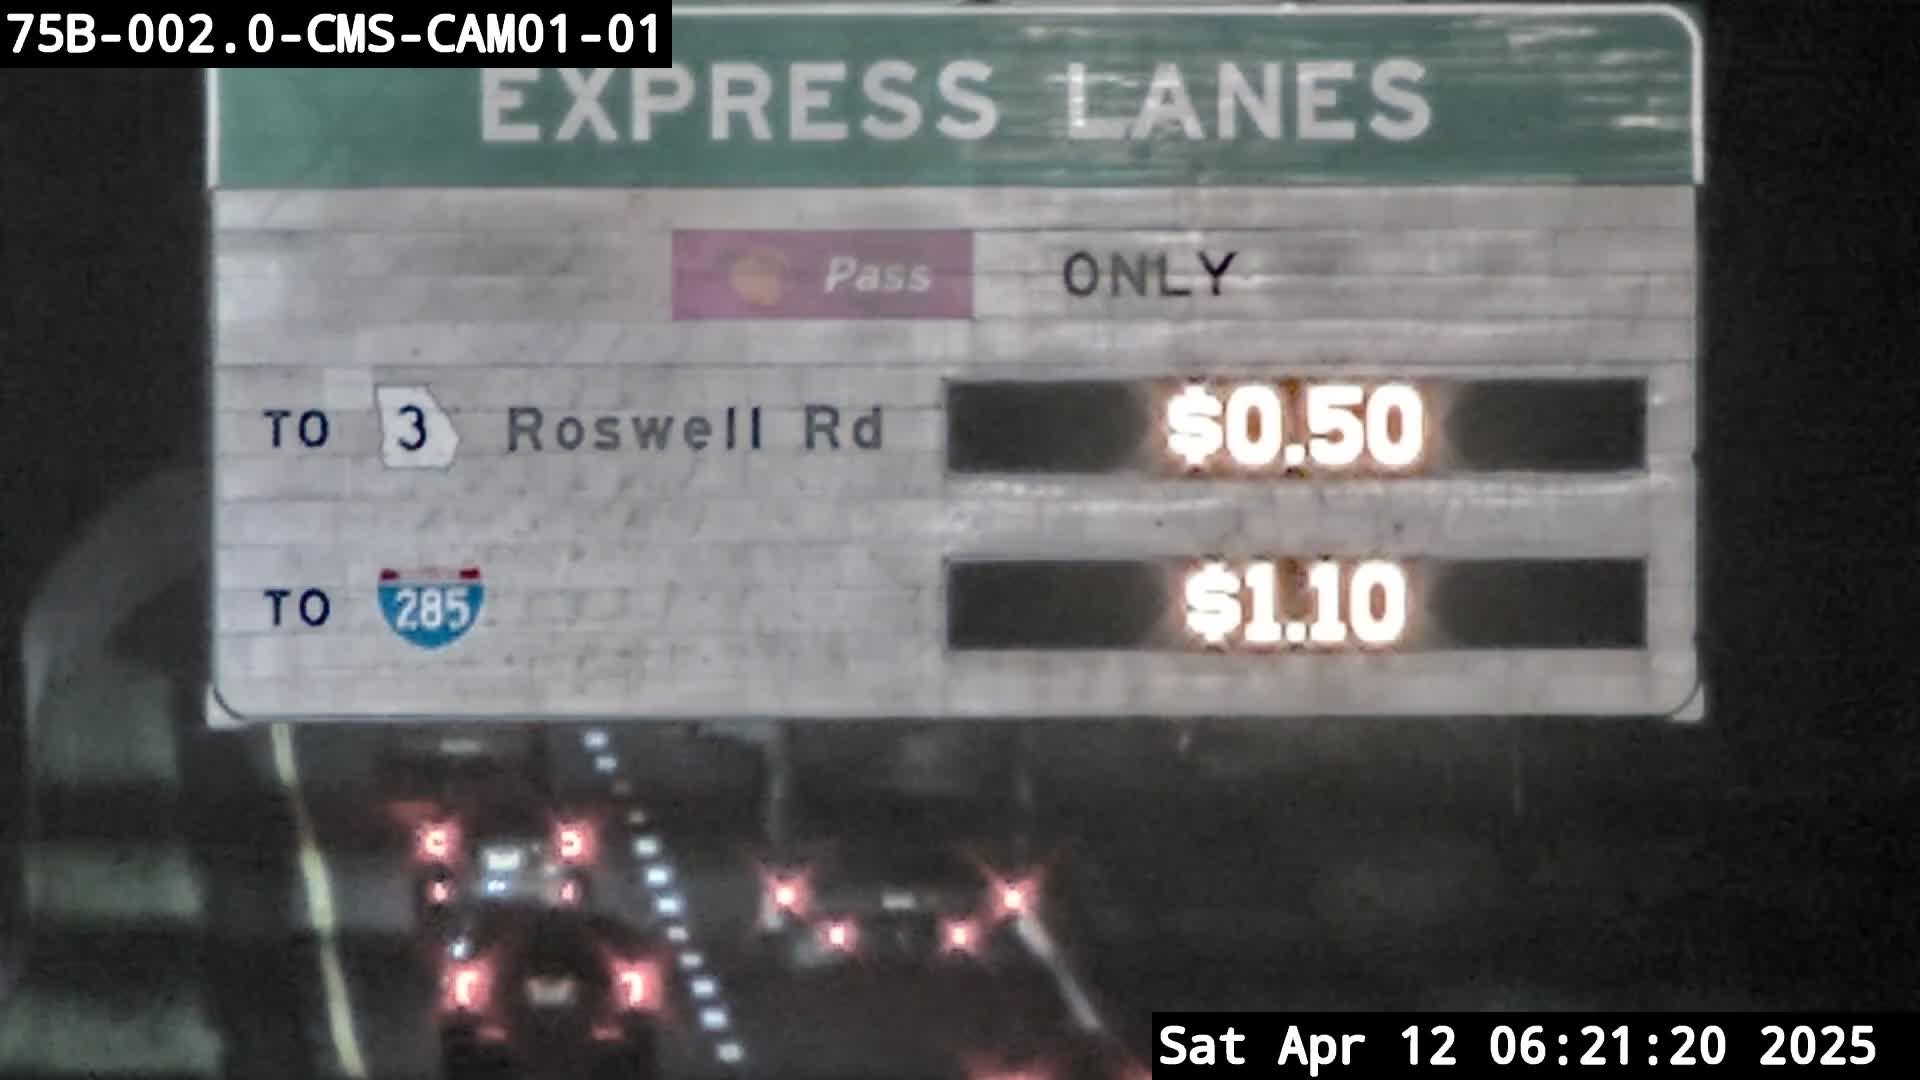 75B-002.0-CMS-CAM01-01
EXPRESS LANES
Pass ONLY
TO 3 Roswell Rd $0.50
TO 285 $1.10
Sat Apr 12 06:21:20 2025